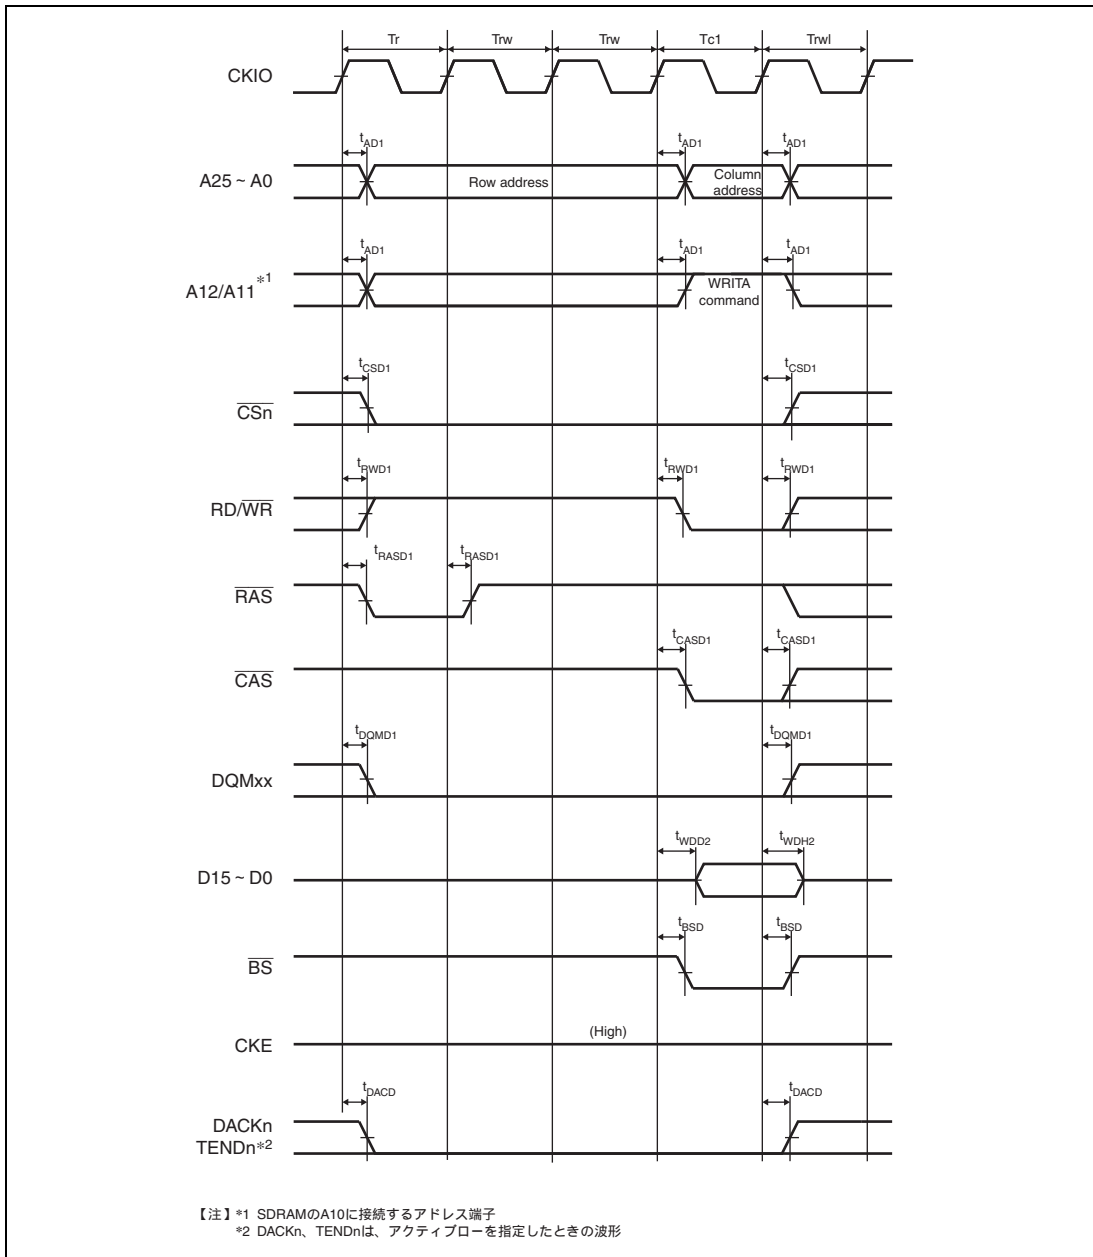 Tr Trw Trw Tc1 Trwl
CKIO
tAD1 tAD1 tAD1
A25 ~ A0 Row address Column address
tAD1 tAD1 tAD1
A12/A11*1 WRITA command
tCSD1 tCSD1
CSn
tRWD1 tRWD1 tRWD1
RD/WR
tRASD1 tRASD1
RAS
tCASD1 tCASD1
CAS
tDQMD1 tDQMD1
DQMxx
tWDD2 tWDH2
D15 ~ D0
tBSD tBSD
BS
(High)
CKE
tDACD tDACD
DACKn
TENDn*2
【注】*1 SDRAMのA10に接続するアドレス端子
*2 DACKn、TENDnは、アクティブローを指定したときの波形